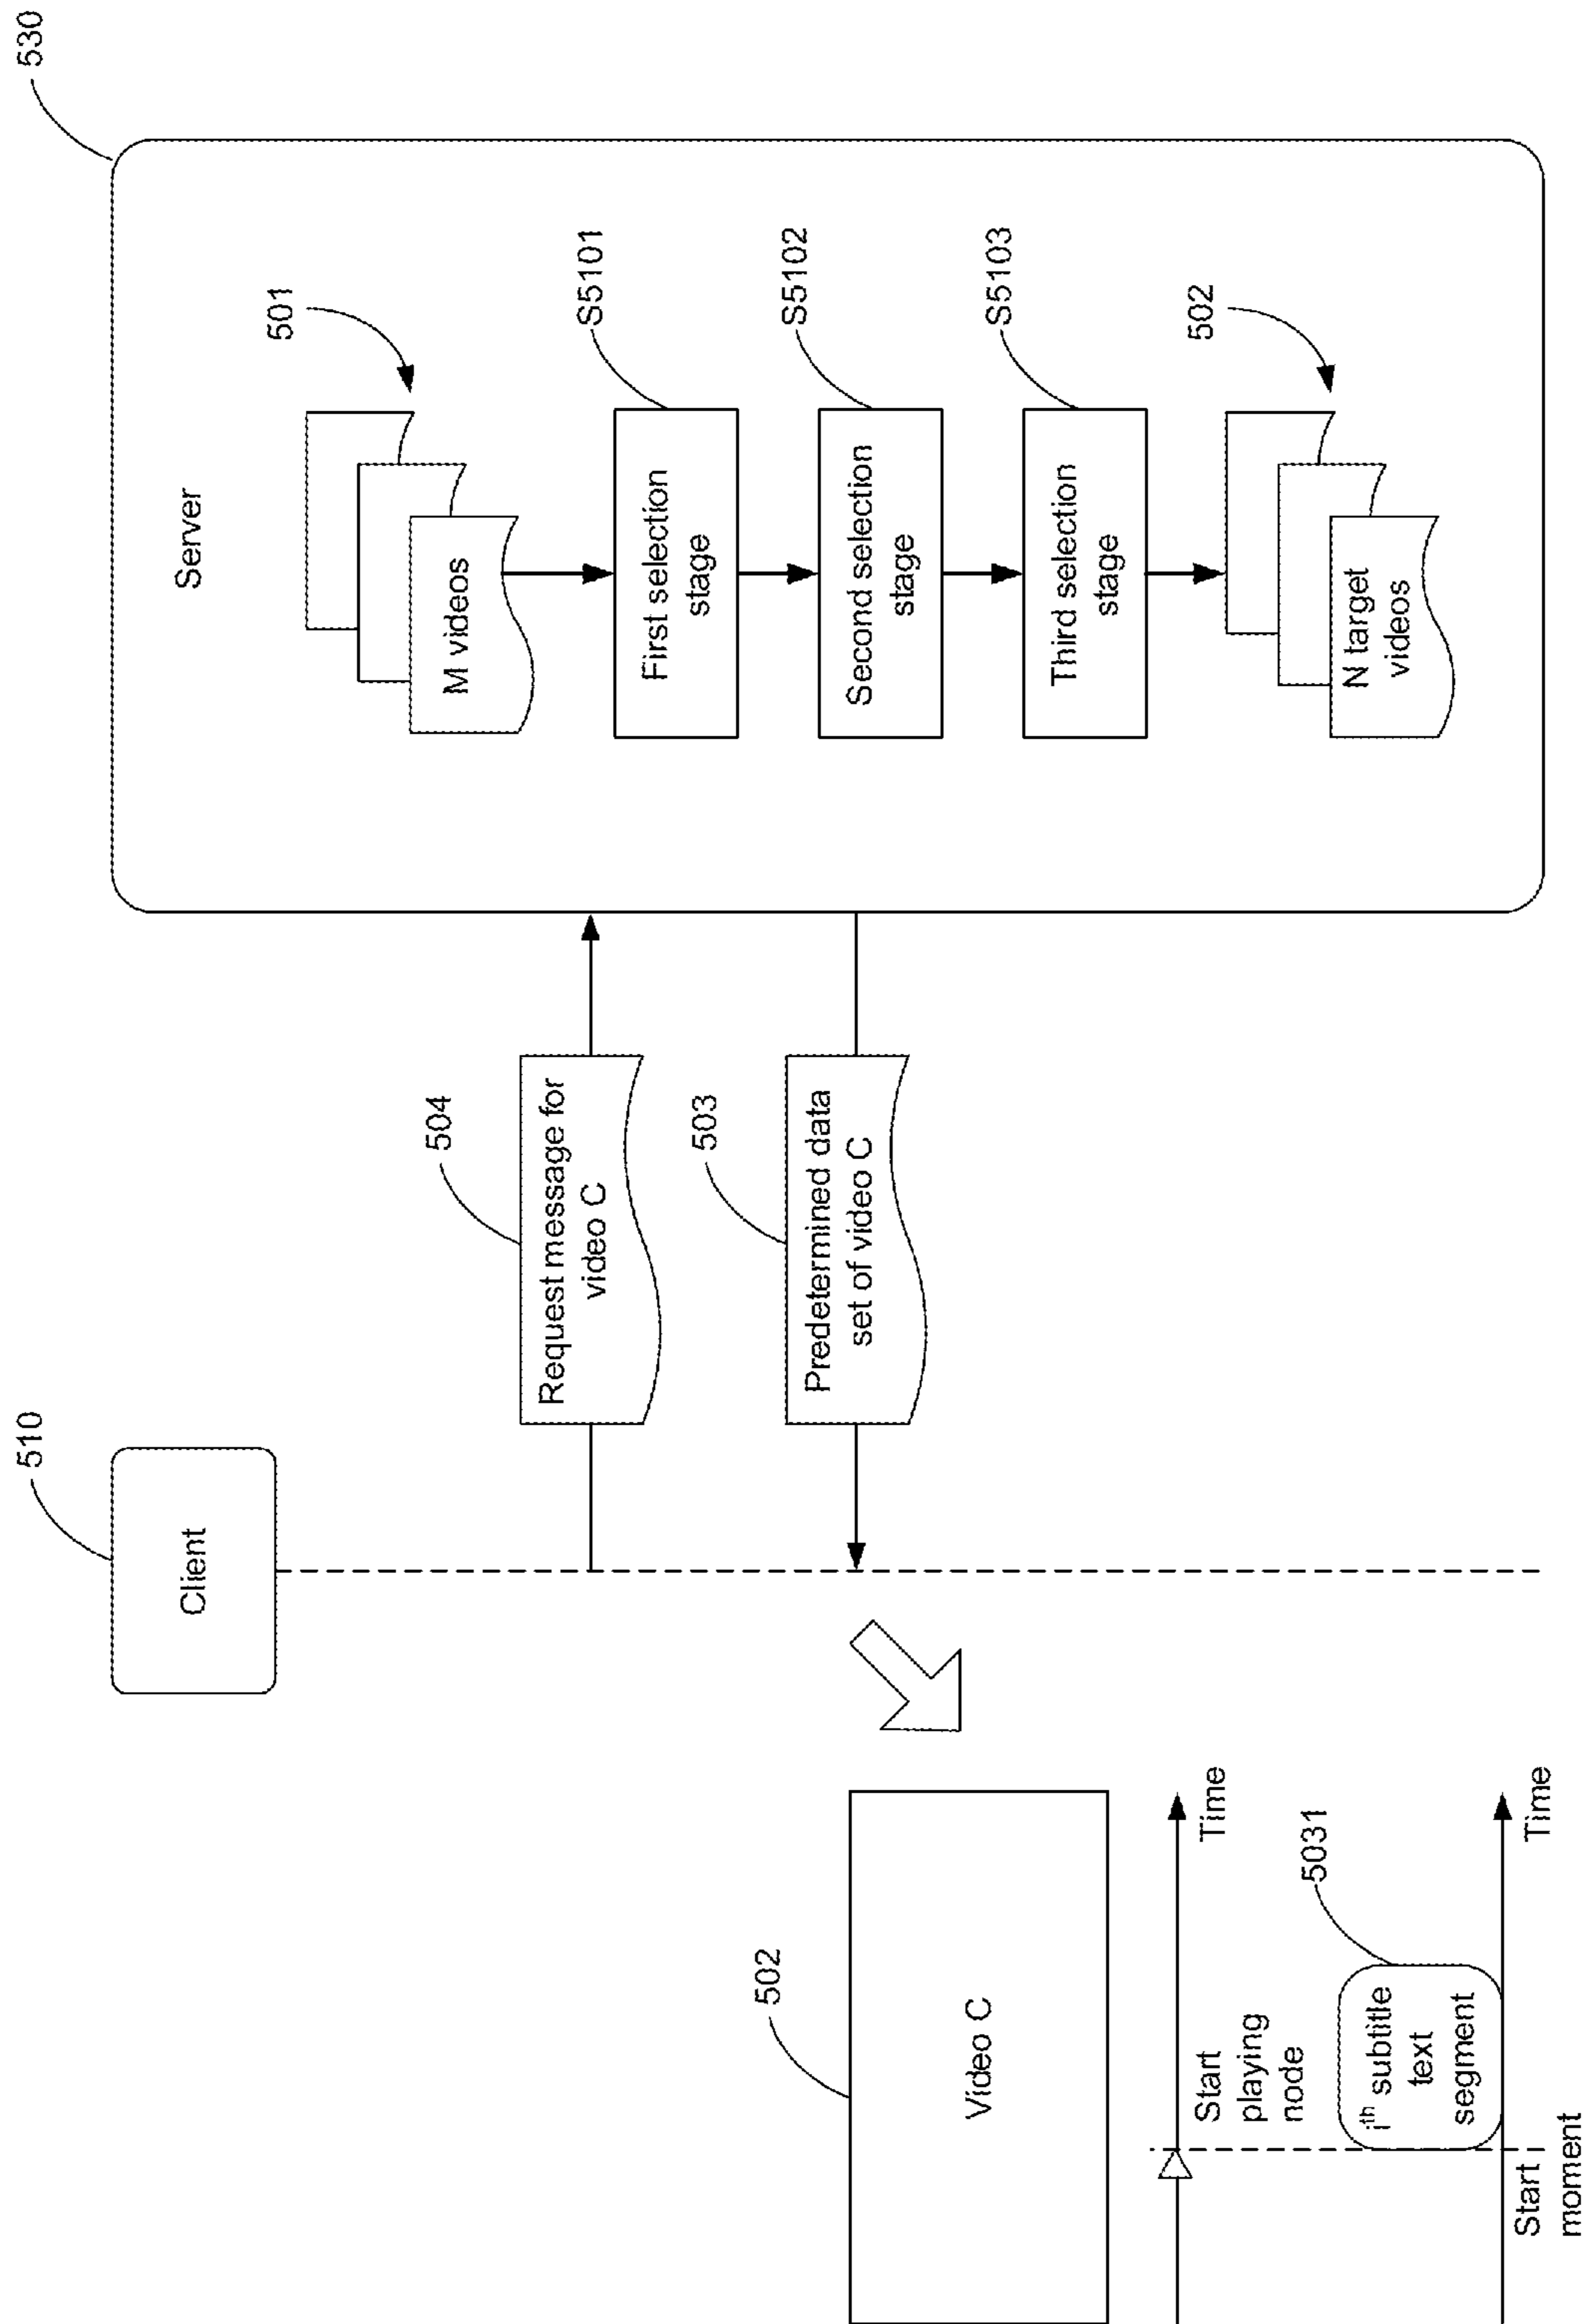 510
Client
530
Server
501
M videos
First selection
stage
S5101
Second selection
stage
S5102
Third selection
stage
S5103
N target
videos
502
504
Request message for
video C
503
Predetermined data
set of video C
502
Video C
Time
Start
playing
node
5031
ith subtitle
text
segment
Time
Start
moment